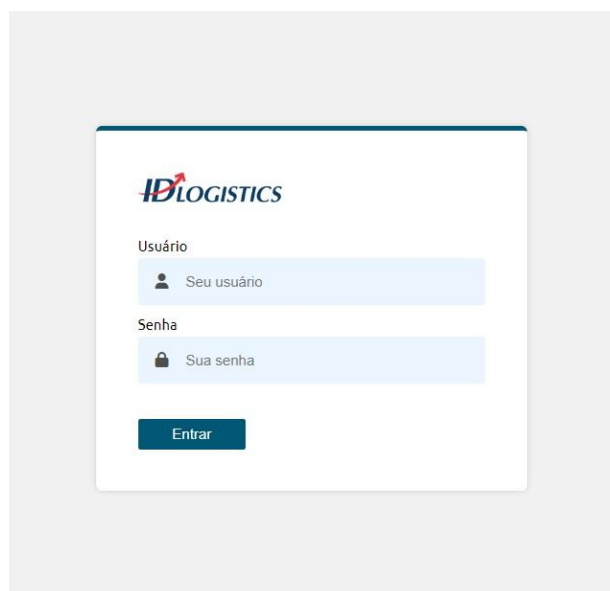 IDLOGISTICS
Usuário
Seu usuário
Senha
Sua senha
Entrar